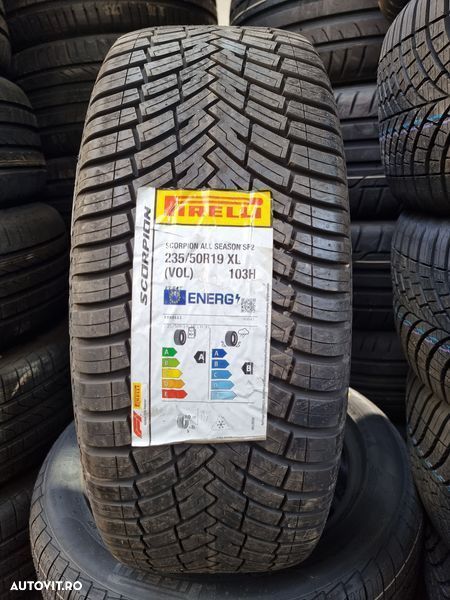 PIRELLI
SCORPION ALL SEASON SF2
235/50R19 XL
(VOL) 103H
ENERG
SCORPION
PIRELLI
A
B
C
D
E
A
A
B
C
D
E
B
AUTOVIT.RO